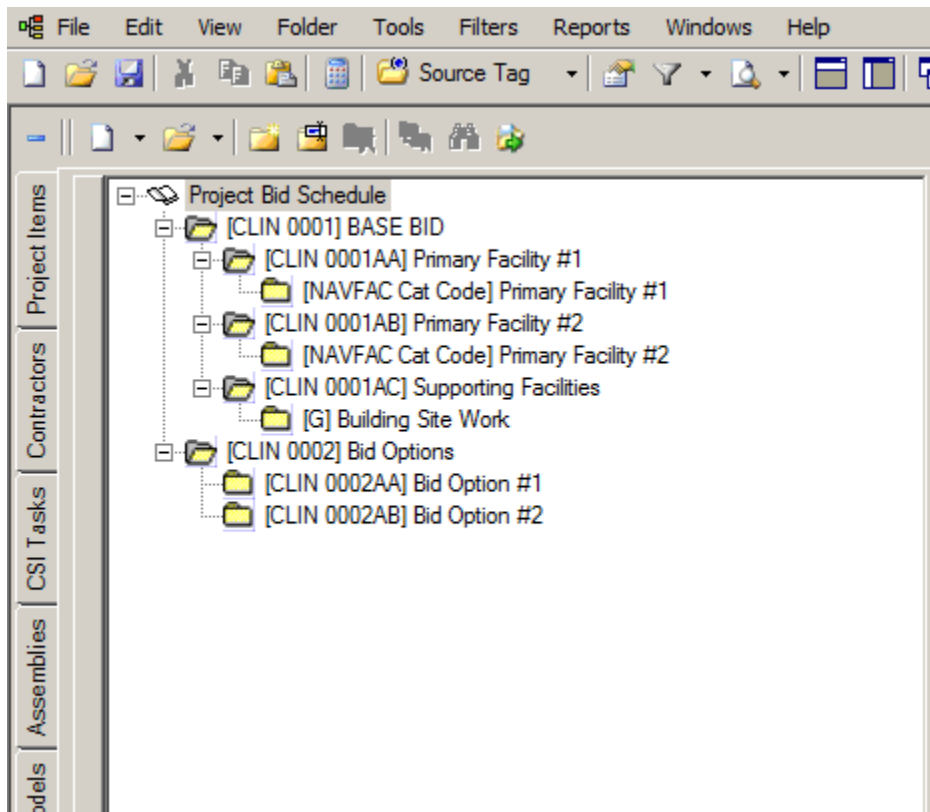 File Edit View Folder Tools Filters Reports Windows Help
Source Tag
Project Items
Contractors
CSI Tasks
Assemblies
Project Bid Schedule
[CLIN 0001] BASE BID
[CLIN 0001AA] Primary Facility #1
[NAVFAC Cat Code] Primary Facility #1
[CLIN 0001AB] Primary Facility #2
[NAVFAC Cat Code] Primary Facility #2
[CLIN 0001AC] Supporting Facilities
[G] Building Site Work
[CLIN 0002] Bid Options
[CLIN 0002AA] Bid Option #1
[CLIN 0002AB] Bid Option #2